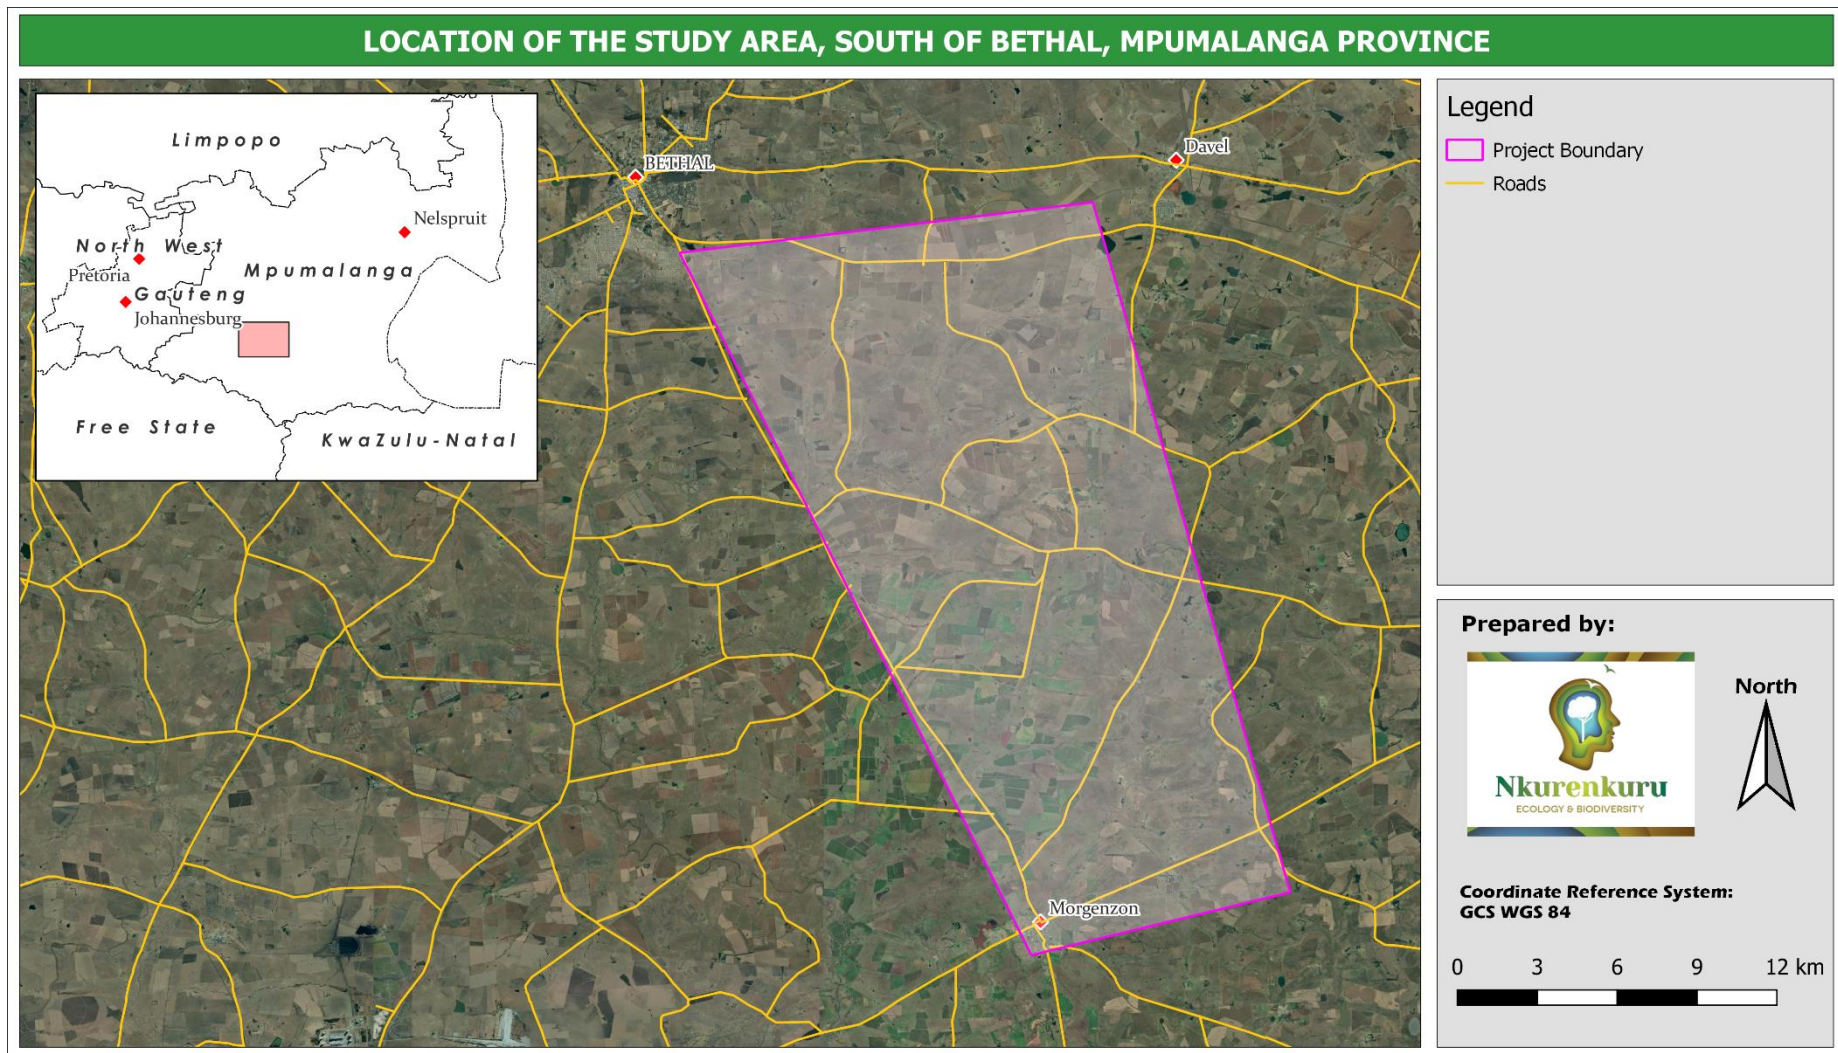 LOCATION OF THE STUDY AREA, SOUTH OF BETHAL, MPUMALANGA PROVINCE
Limpopo
Nelspruit
North West
Pretoria
Mpumalanga
Gauteng
Johannesburg
Free State
KwaZulu-Natal
BETHAL
Davel
Morgenzon
Legend
Project Boundary
Roads
Prepared by:
Nkurenkuru
ECOLOGY & BIODIVERSITY
North
Coordinate Reference System:
GCS WGS 84
0 3 6 9 12 km